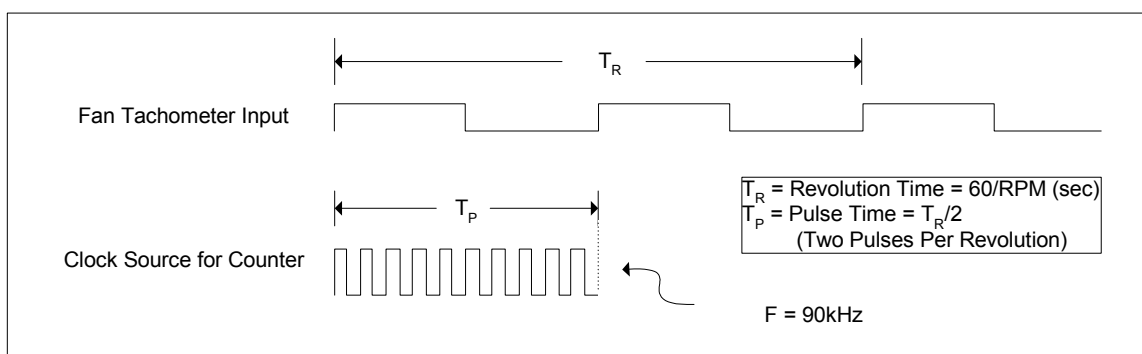 T_R
Fan Tachometer Input
T_R = Revolution Time = 60/RPM (sec)
T_P = Pulse Time = T_R/2
(Two Pulses Per Revolution)
T_P
Clock Source for Counter
F = 90kHz